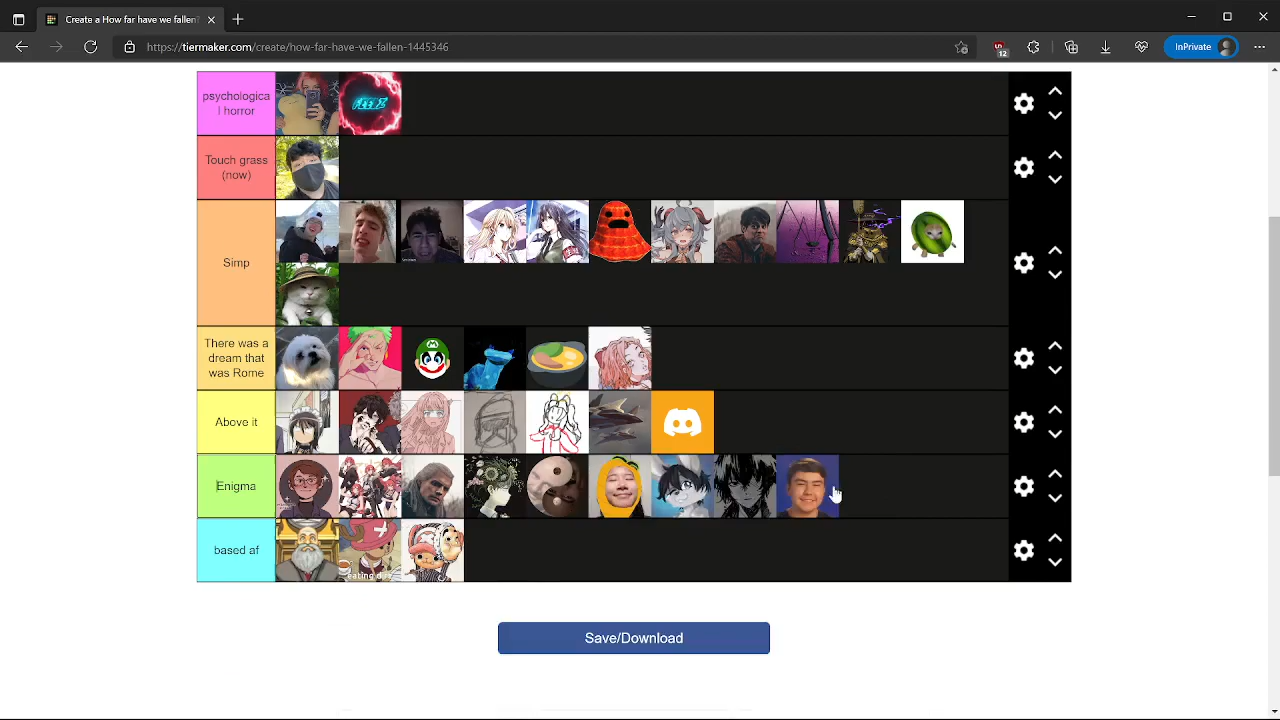 Create a How far have we fallen?
https://tiermaker.com/create/how-far-have-we-fallen-1445346
12
InPrivate
psychologica
l horror
Touch grass
(now)
Simp
There was a
dream that
was Rome
Above it
Enigma
based af
Save/Download